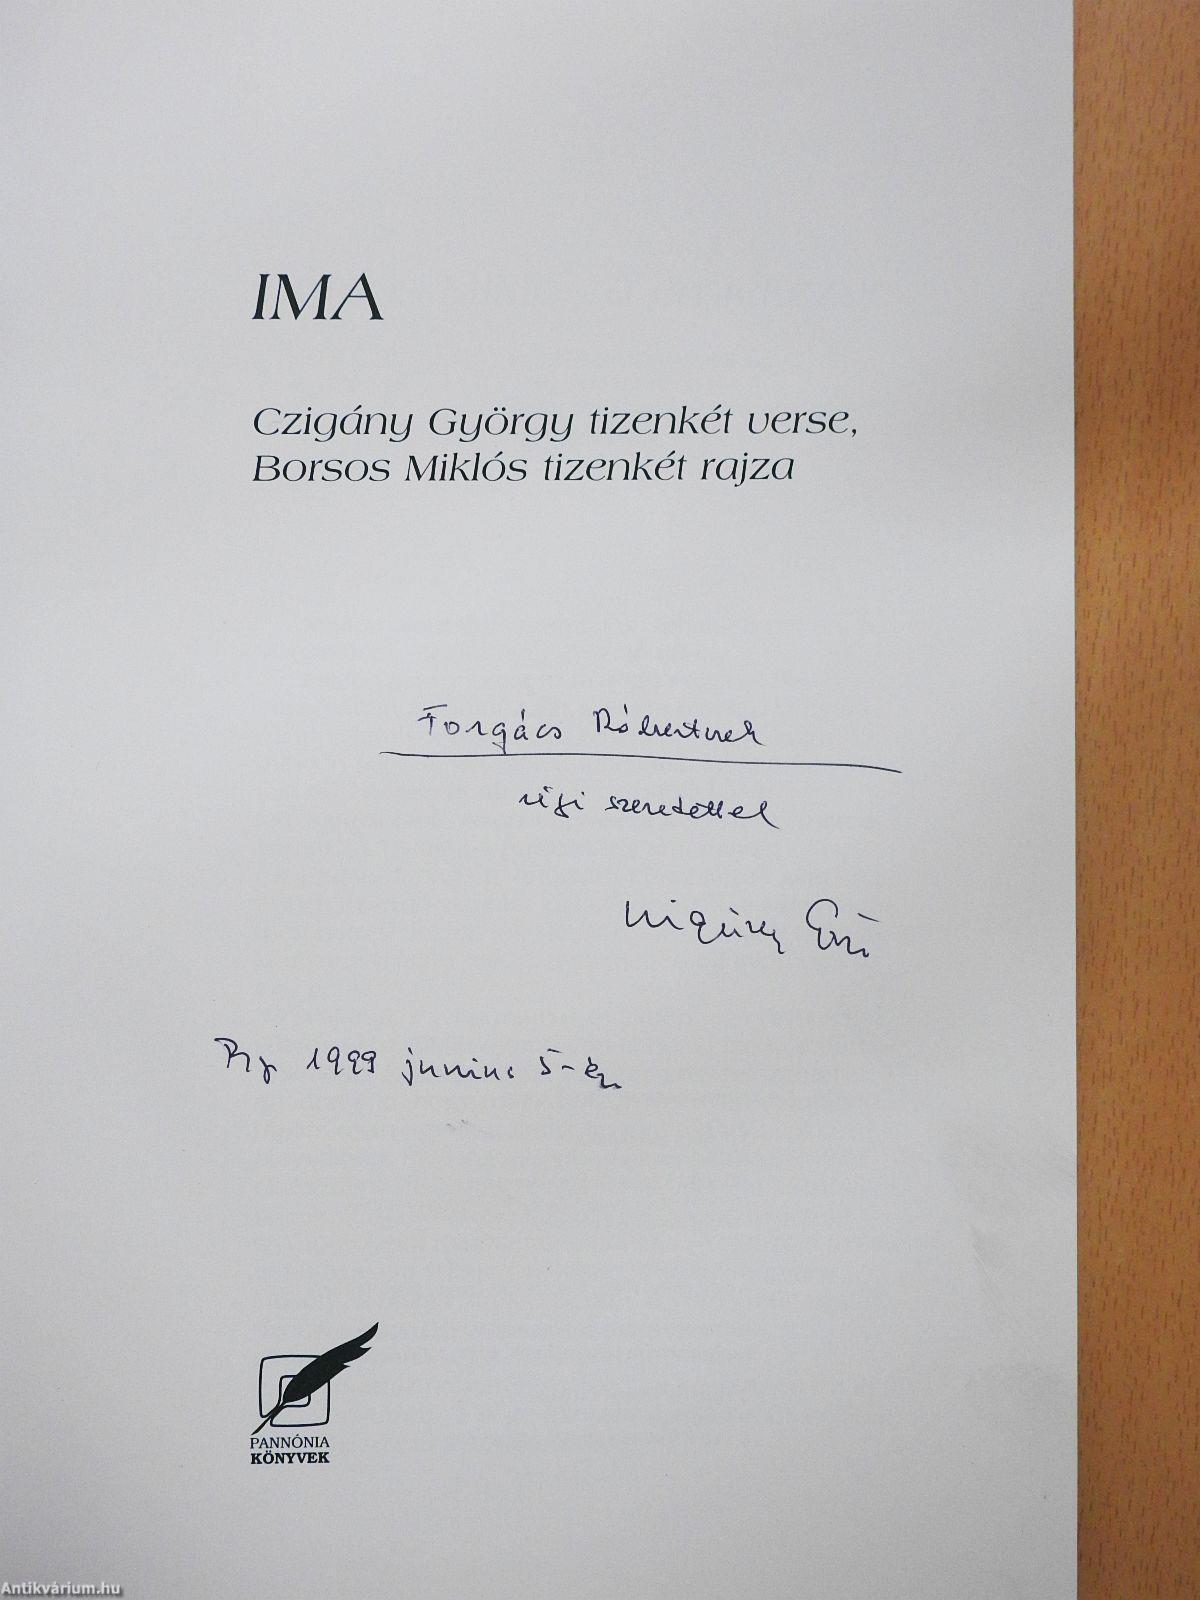 IMA
Czigány György tizenkét verse,
Borsos Miklós tizenkét rajza
Forgács Róbertnek
régi szeretettel
Czigány
Bp 1999 junius 5-én
PANNÓNIA
KÖNYVEK
Antikvárium.hu